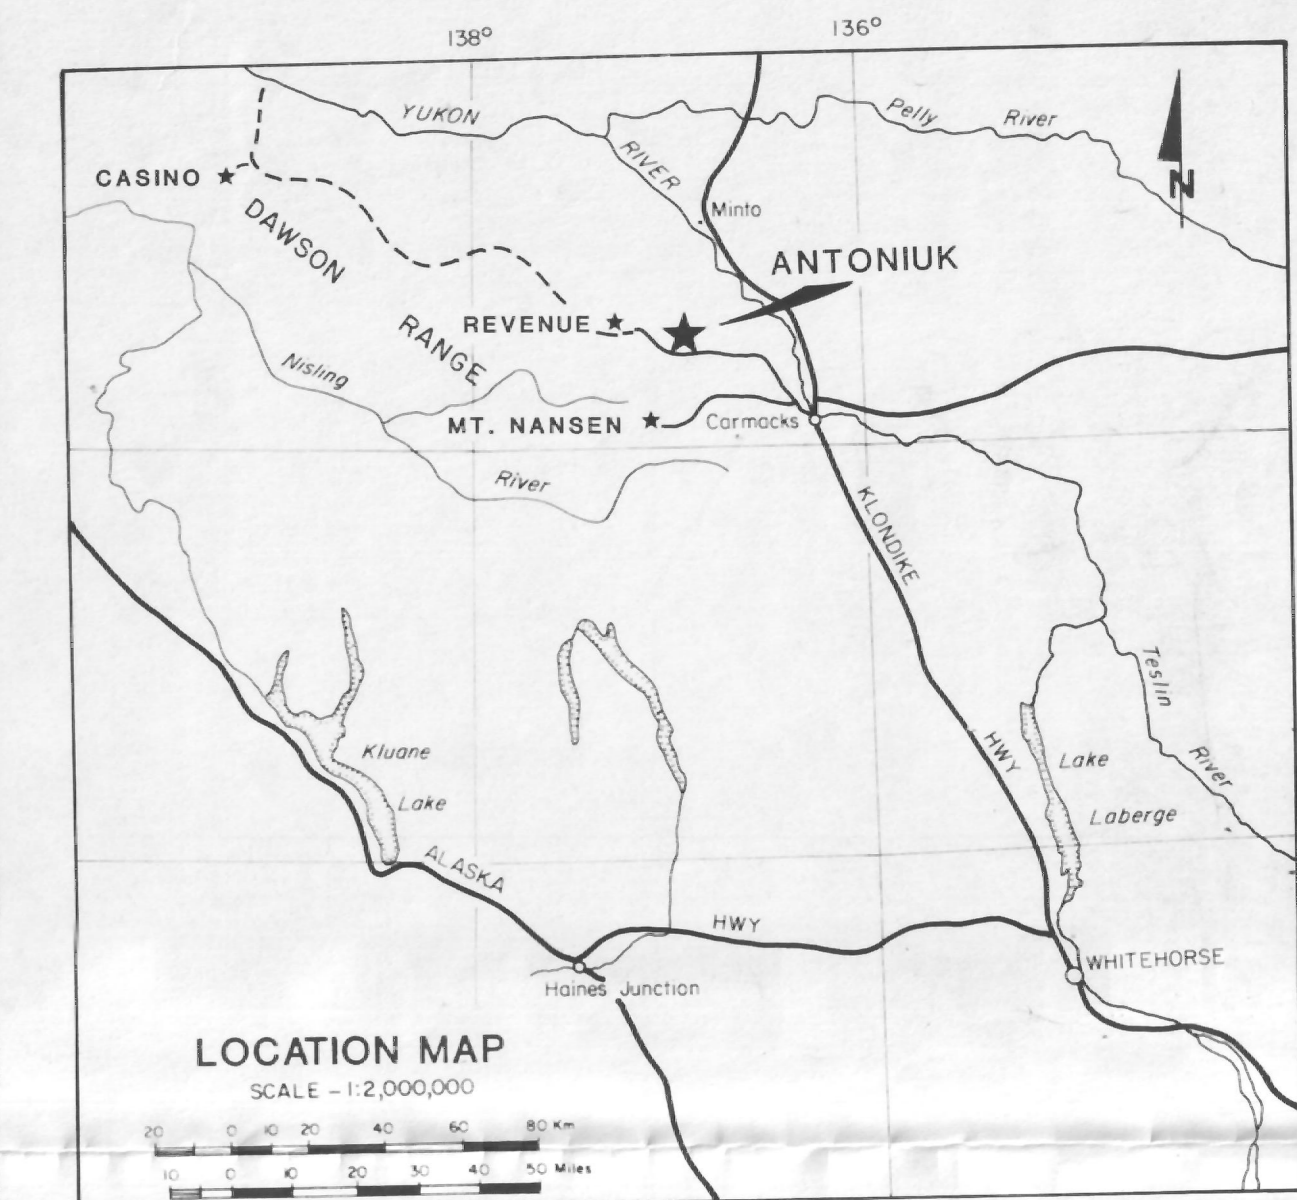 138° 136°
YUKON
Pelly River
RIVER
CASINO
N
DAWSON
Minto
ANTONIUK
REVENUE
RANGE
Nisling
MT. NANSEN
Carmacks
River
KLONDIKE
Teslin
HWY
Kluane
Lake
River
Lake
Laberge
ALASKA
HWY
WHITEHORSE
Haines Junction
LOCATION MAP
SCALE – 1:2,000,000
20 0 10 20 40 60 80 Km
10 0 10 20 30 40 50 Miles